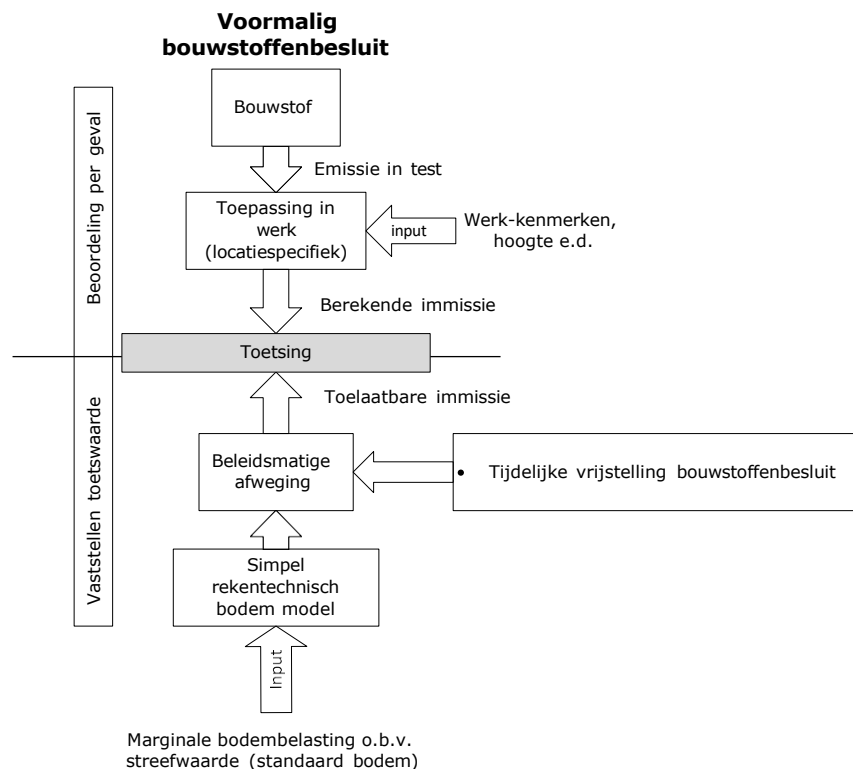 Voormalig
bouwstoffenbesluit
Beoordeling per geval
Bouwstof
Emissie in test
Toepassing in
werk
(locatiespecifiek)
input
Werk-kenmerken,
hoogte e.d.
Berekende immissie
Toetsing
Vaststellen toetswaarde
Toelaatbare immissie
Beleidsmatige
afweging
• Tijdelijke vrijstelling bouwstoffenbesluit
Simpel
rekentechnisch
bodem model
Input
Marginale bodembelasting o.b.v.
streefwaarde (standaard bodem)